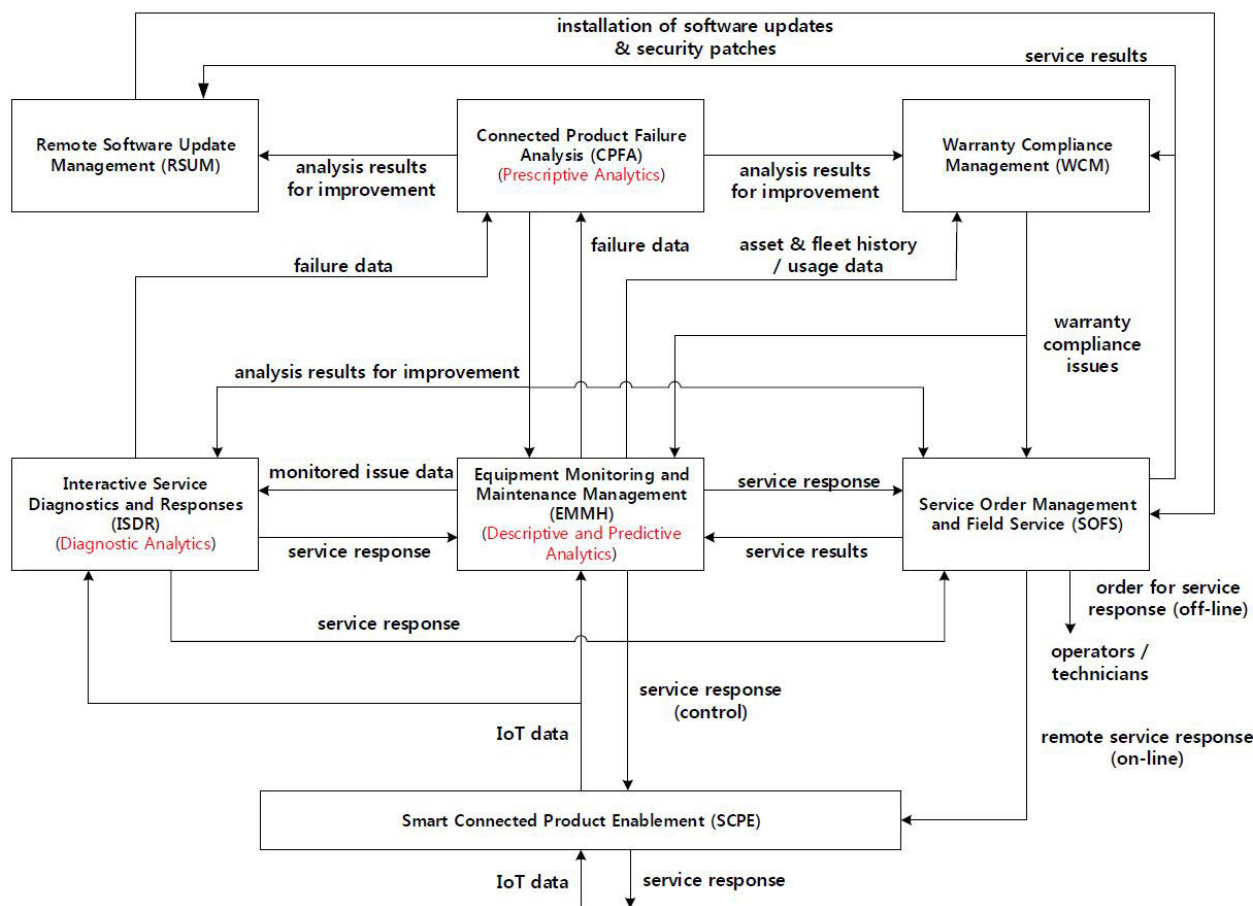 installation of software updates
& security patches
service results
Remote Software Update
Management (RSUM)
analysis results
for improvement
Connected Product Failure
Analysis (CPFA)
(Prescriptive Analytics)
analysis results
for improvement
Warranty Compliance
Management (WCM)
failure data
failure data
asset & fleet history
/ usage data
warranty
compliance
issues
analysis results for improvement
Interactive Service
Diagnostics and Responses
(ISDR)
(Diagnostic Analytics)
monitored issue data
service response
Equipment Monitoring and
Maintenance Management
(EMMH)
(Descriptive and Predictive
Analytics)
service response
service results
Service Order Management
and Field Service (SOFS)
service response
order for service
response (off-line)
operators /
technicians
service response
(control)
IoT data
remote service response
(on-line)
Smart Connected Product Enablement (SCPE)
IoT data
service response